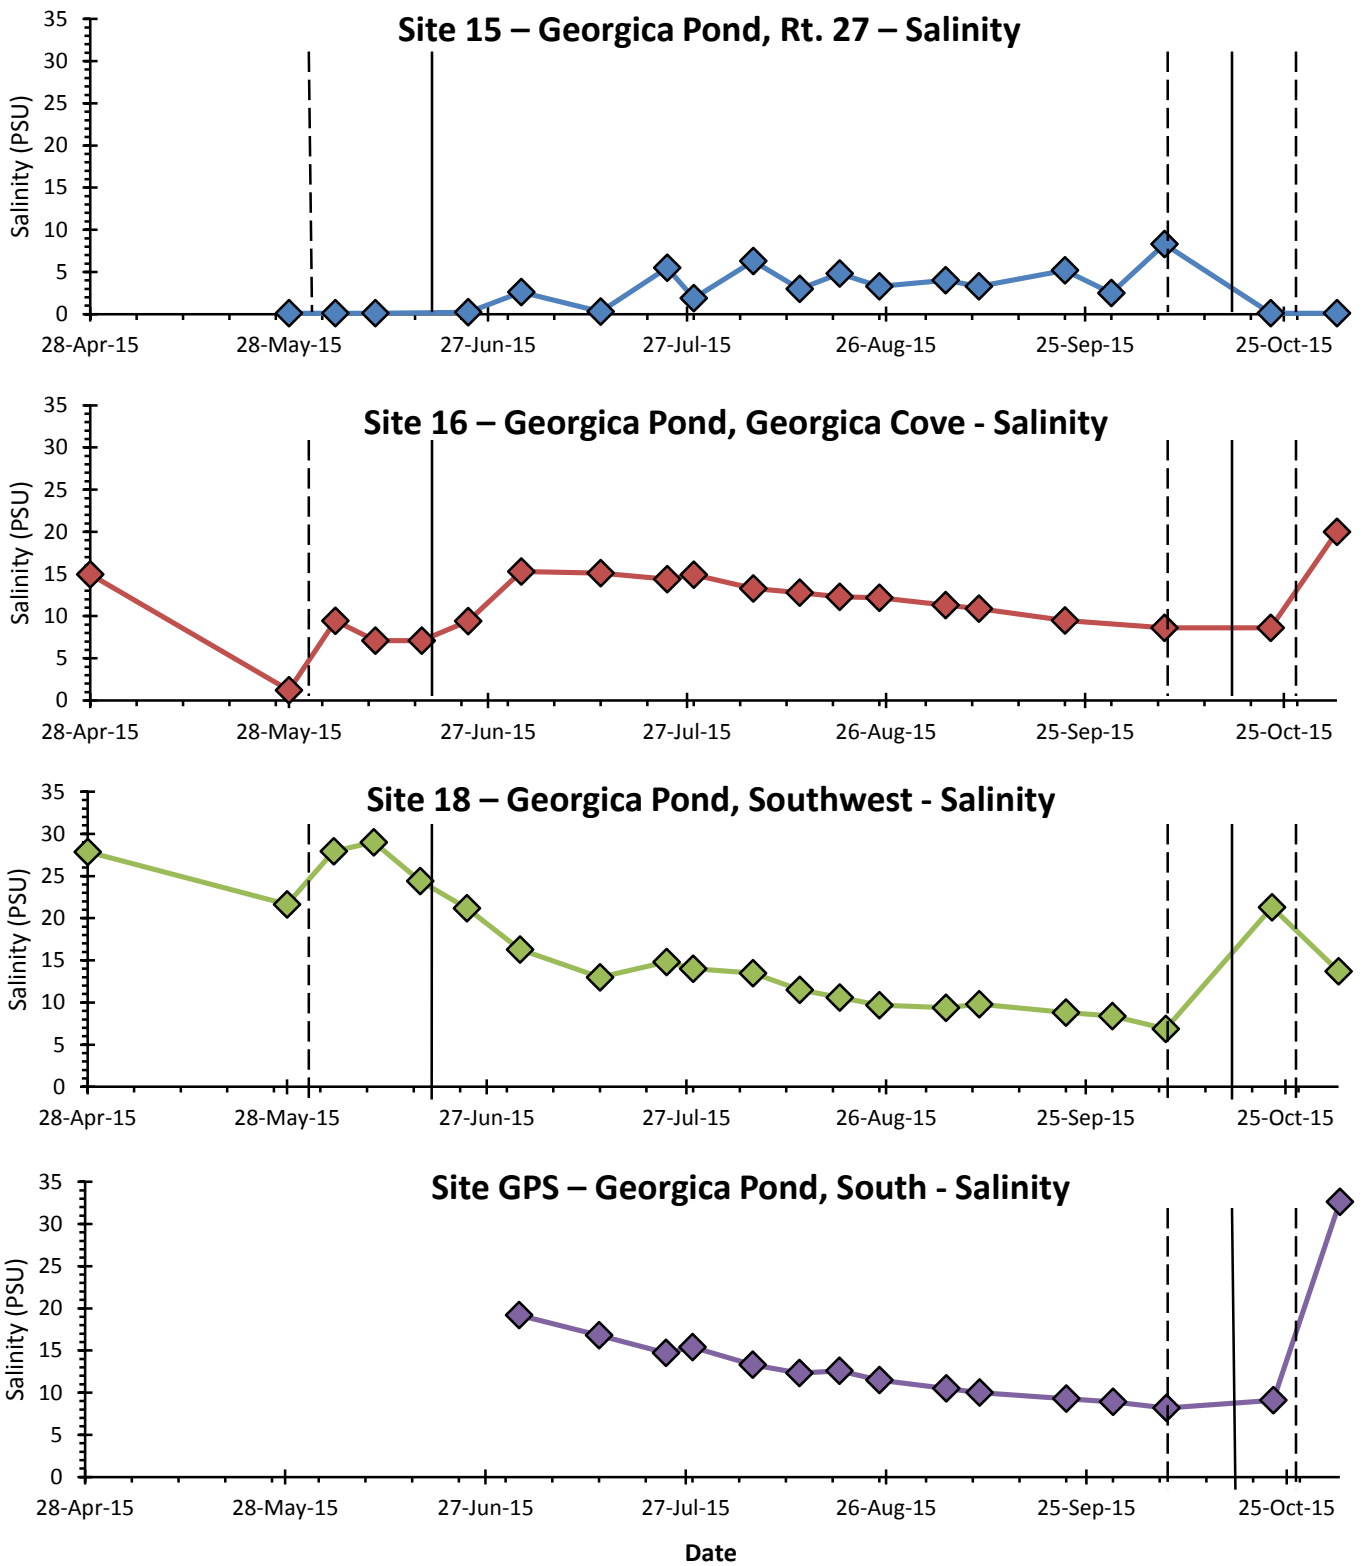 Site 15 – Georgica Pond, Rt. 27 – Salinity
Salinity (PSU)
35
30
25
20
15
10
5
0
28-Apr-15 28-May-15 27-Jun-15 27-Jul-15 26-Aug-15 25-Sep-15 25-Oct-15
Site 16 – Georgica Pond, Georgica Cove - Salinity
Salinity (PSU)
35
30
25
20
15
10
5
0
28-Apr-15 28-May-15 27-Jun-15 27-Jul-15 26-Aug-15 25-Sep-15 25-Oct-15
Site 18 – Georgica Pond, Southwest - Salinity
Salinity (PSU)
35
30
25
20
15
10
5
0
28-Apr-15 28-May-15 27-Jun-15 27-Jul-15 26-Aug-15 25-Sep-15 25-Oct-15
Site GPS – Georgica Pond, South - Salinity
Salinity (PSU)
35
30
25
20
15
10
5
0
28-Apr-15 28-May-15 27-Jun-15 27-Jul-15 26-Aug-15 25-Sep-15 25-Oct-15
Date